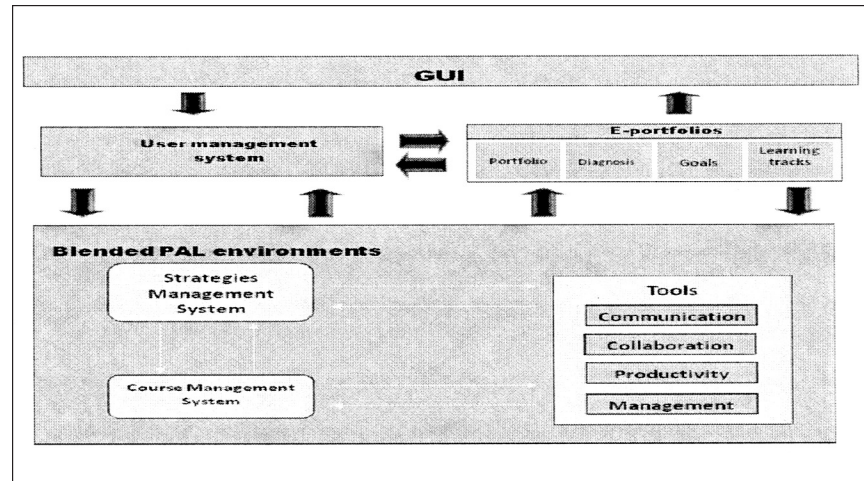 GUI
User management
system
E-portfolios
Portfolio
Diagnosis
Goals
Learning
tracks
Blended PAL environments
Strategies
Management
System
Course Management
System
Tools
Communication
Collaboration
Productivity
Management